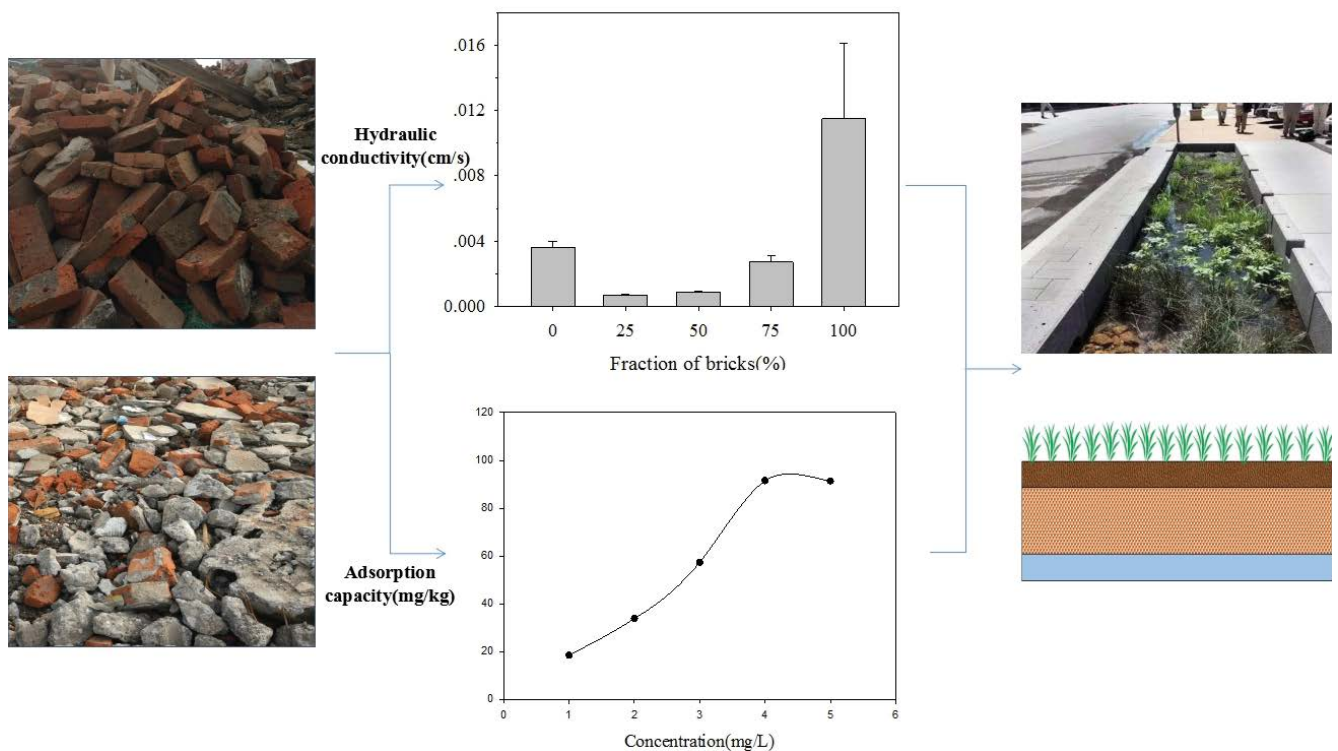 Hydraulic
conductivity(cm/s)
.016
.012
.008
.004
0.000
0 25 50 75 100
Fraction of bricks(%)
Adsorption
capacity(mg/kg)
120
100
80
60
40
20
0
0 1 2 3 4 5 6
Concentration(mg/L)